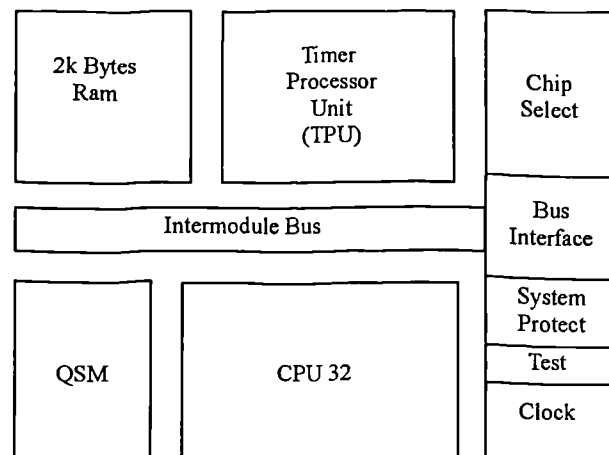 2k Bytes
Ram
Timer
Processor
Unit
(TPU)
Chip
Select
Intermodule Bus
Bus
Interface
System
Protect
Test
Clock
QSM
CPU 32